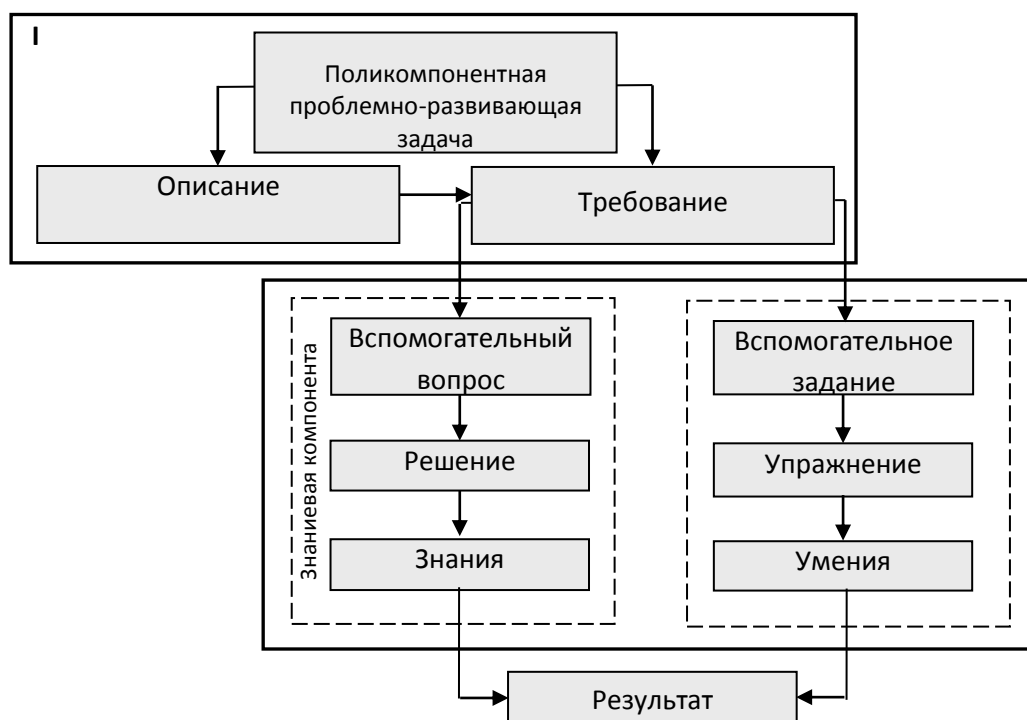 I
Поликомпонентная
проблемно-развивающая
задача
Описание
Требование
Знаниевая компонента
Вспомогательный
вопрос
Решение
Знания
Вспомогательное
задание
Упражнение
Умения
Результат